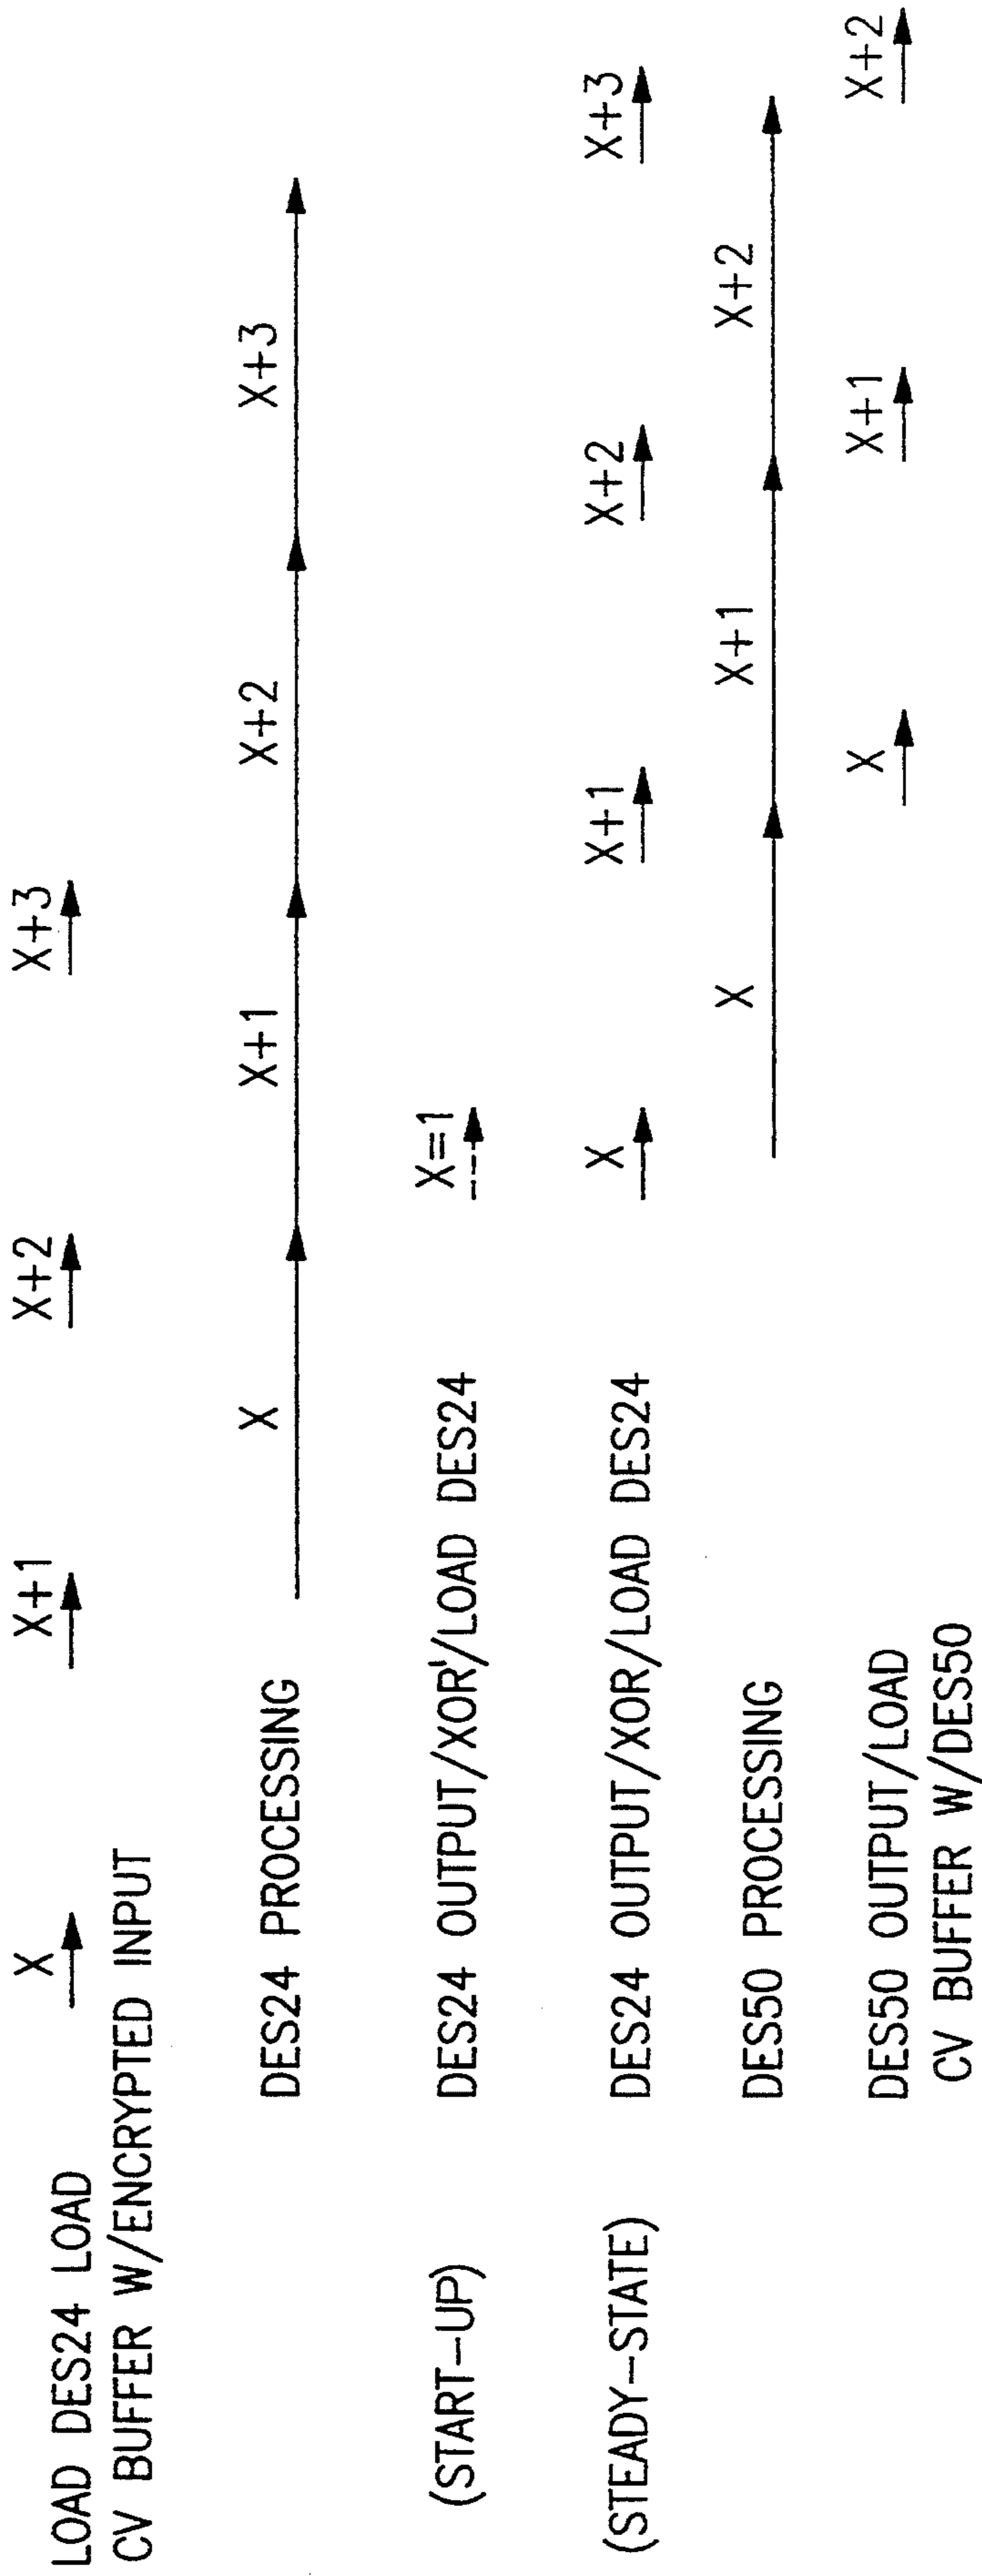 X X+1 X+2 X+3
LOAD DES24 LOAD
CV BUFFER W/ENCRYPTED INPUT
X X+1 X+2 X+3
DES24 PROCESSING
X=1
(START-UP) DES24 OUTPUT/XOR'/LOAD DES24
X X+1 X+2 X+3
(STEADY-STATE) DES24 OUTPUT/XOR/LOAD DES24
X X+1 X+2
DES50 PROCESSING
X X+1 X+2
DES50 OUTPUT/LOAD
CV BUFFER W/DES50